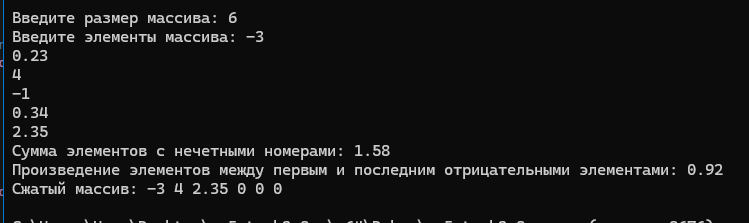 Введите размер массива: 6
Введите элементы массива: -3
0.23
4
-1
0.34
2.35
Сумма элементов с нечетными номерами: 1.58
Произведение элементов между первым и последним отрицательными элементами: 0.92
Сжатый массив: -3 4 2.35 0 0 0